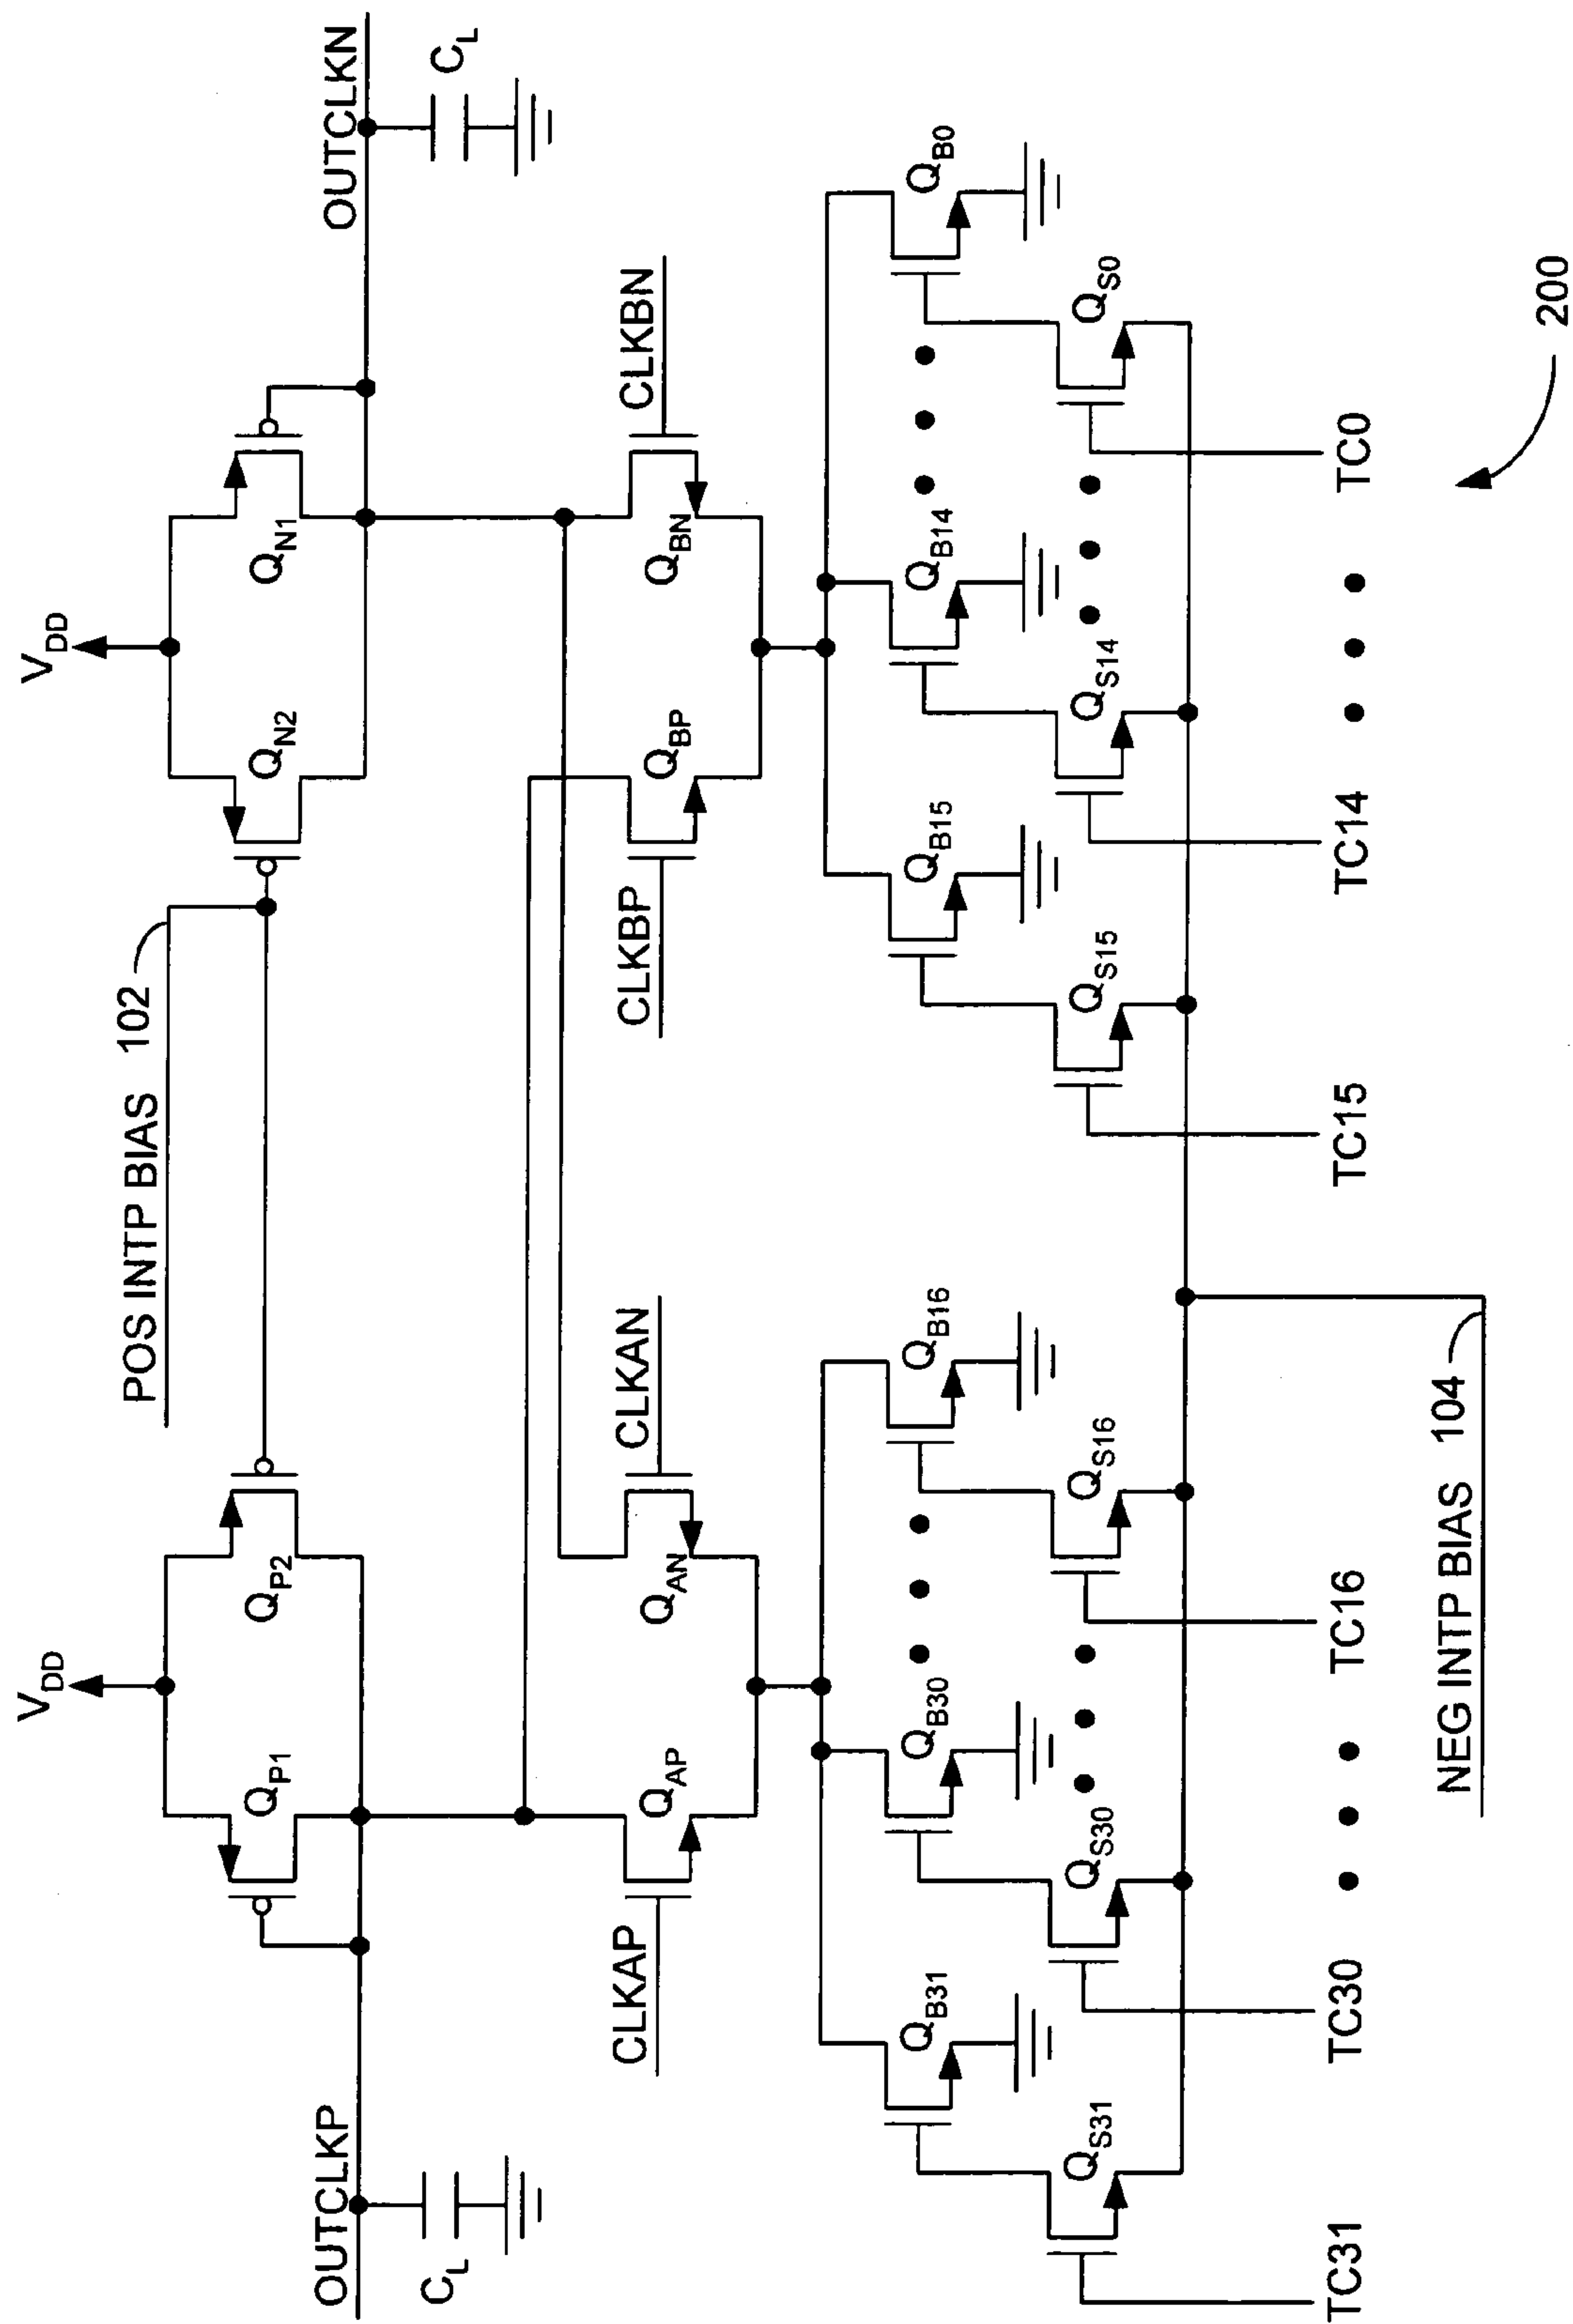 V_DD
V_DD
POS INTP BIAS 102
Q_P1
Q_P2
Q_N2
Q_N1
OUTCLKP
OUTCLKN
C_L
C_L
CLKAP
Q_AP
Q_AN
CLKAN
CLKBP
Q_BP
Q_BN
CLKBN
Q_B31
Q_B30
Q_B16
Q_B15
Q_B14
Q_B0
Q_S31
Q_S30
Q_S16
Q_S15
Q_S14
Q_S0
TC31
TC30
TC16
TC15
TC14
TC0
NEG INTP BIAS 104
200